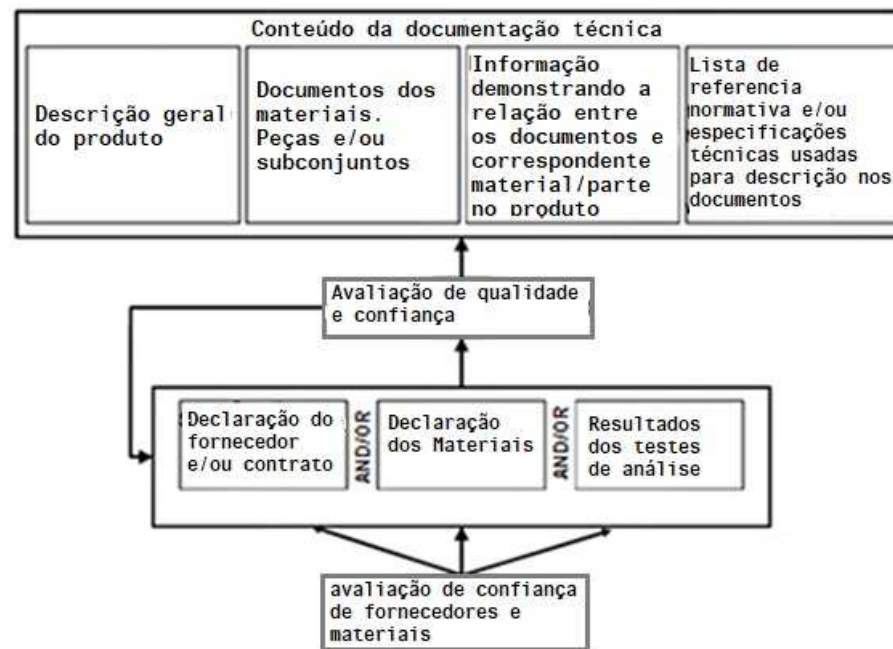 Conteúdo da documentação técnica
Descrição geral
do produto
Documentos dos
materiais.
Peças e/ou
subconjuntos
Informação
demonstrando a
relação entre
os documentos e
correspondente
material/parte
no produto
Lista de
referencia
normativa e/ou
especificações
técnicas usadas
para descrição nos
documentos
Avaliação de qualidade
e confiança
Declaração do
fornecedor
e/ou contrato
AND/OR
Declaração
dos Materiais
AND/OR
Resultados
dos testes
de análise
avaliação de confiança
de fornecedores e
materiais